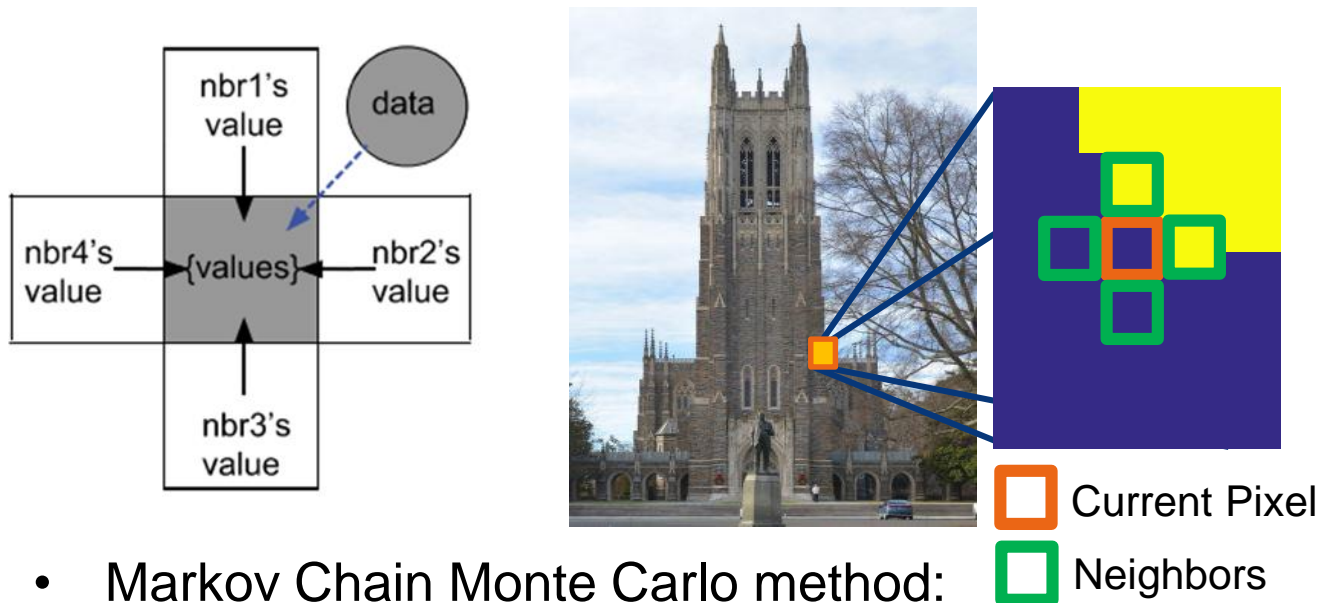 nbr1's
value
data
nbr4's
value
{values}
nbr2's
value
nbr3's
value
Current Pixel
Neighbors
• Markov Chain Monte Carlo method: